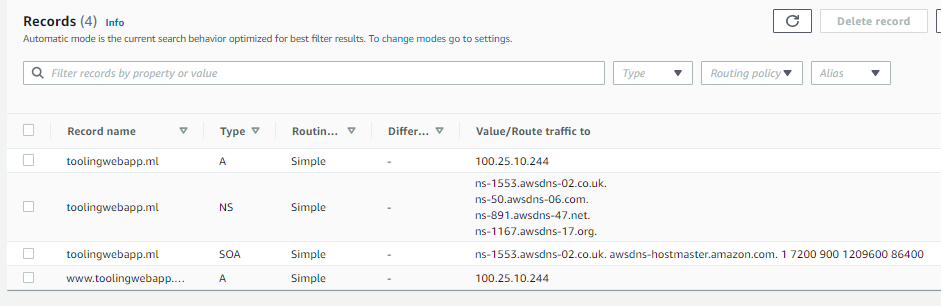 Records (4) Info
Automatic mode is the current search behavior optimized for best filter results. To change modes go to settings.
Delete record
Filter records by property or value
Type
Routing policy
Alias
Record name Type Routin... Differ... Value/Route traffic to
toolingwebapp.ml A Simple - 100.25.10.244
ns-1553.awsdns-02.co.uk.
ns-50.awsdns-06.com.
toolingwebapp.ml NS Simple -
ns-891.awsdns-47.net.
ns-1167.awsdns-17.org.
toolingwebapp.ml SOA Simple - ns-1553.awsdns-02.co.uk. awsdns-hostmaster.amazon.com. 1 7200 900 1209600 86400
www.toolingwebapp.... A Simple - 100.25.10.244